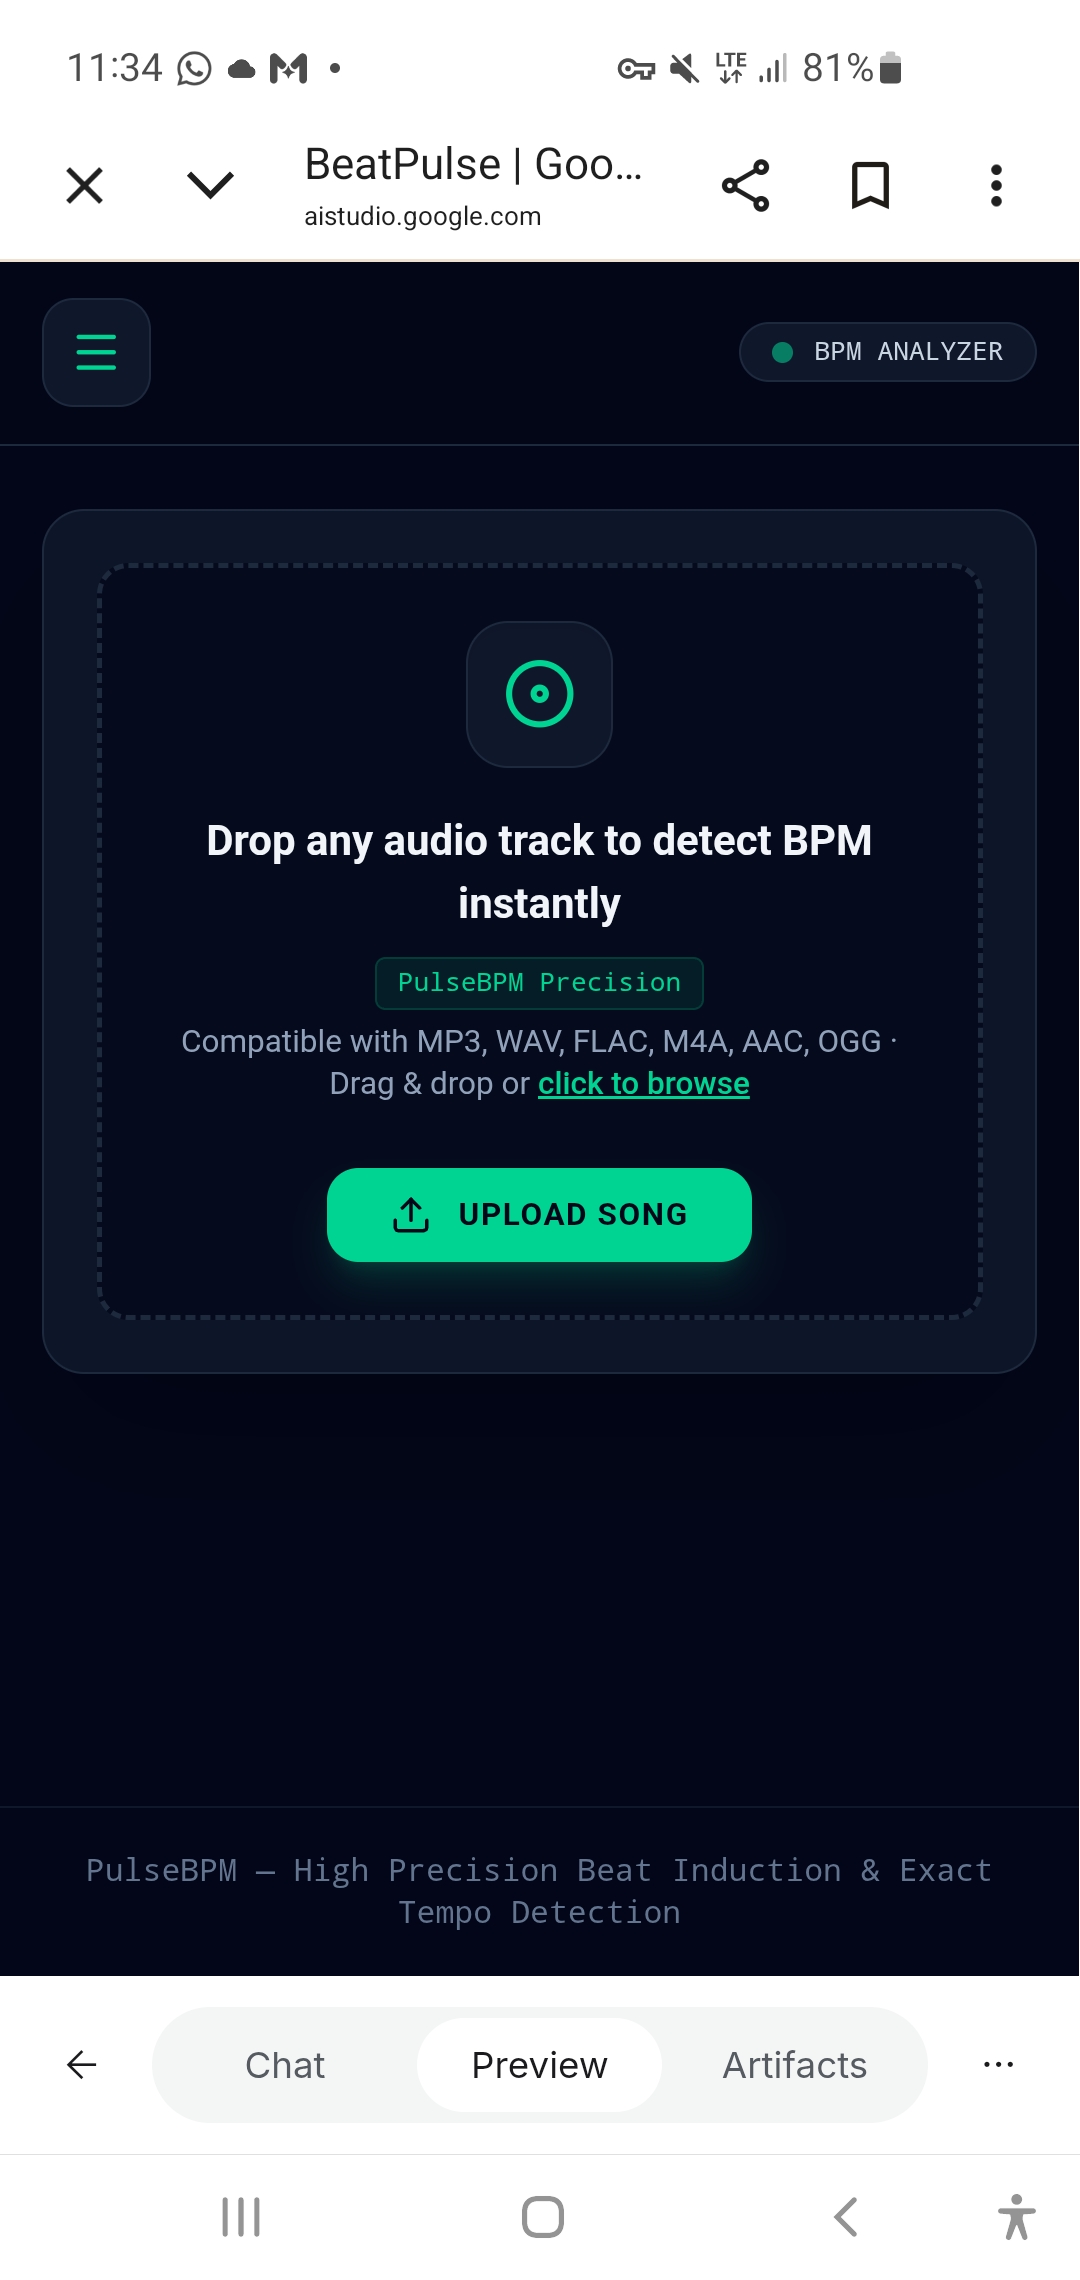 11:34
LTE
81%
BeatPulse | Goo...
aistudio.google.com
BPM ANALYZER
Drop any audio track to detect BPM
instantly
PulseBPM Precision
Compatible with MP3, WAV, FLAC, M4A, AAC, OGG ·
Drag & drop or click to browse
UPLOAD SONG
PulseBPM — High Precision Beat Induction & Exact
Tempo Detection
Chat
Preview
Artifacts